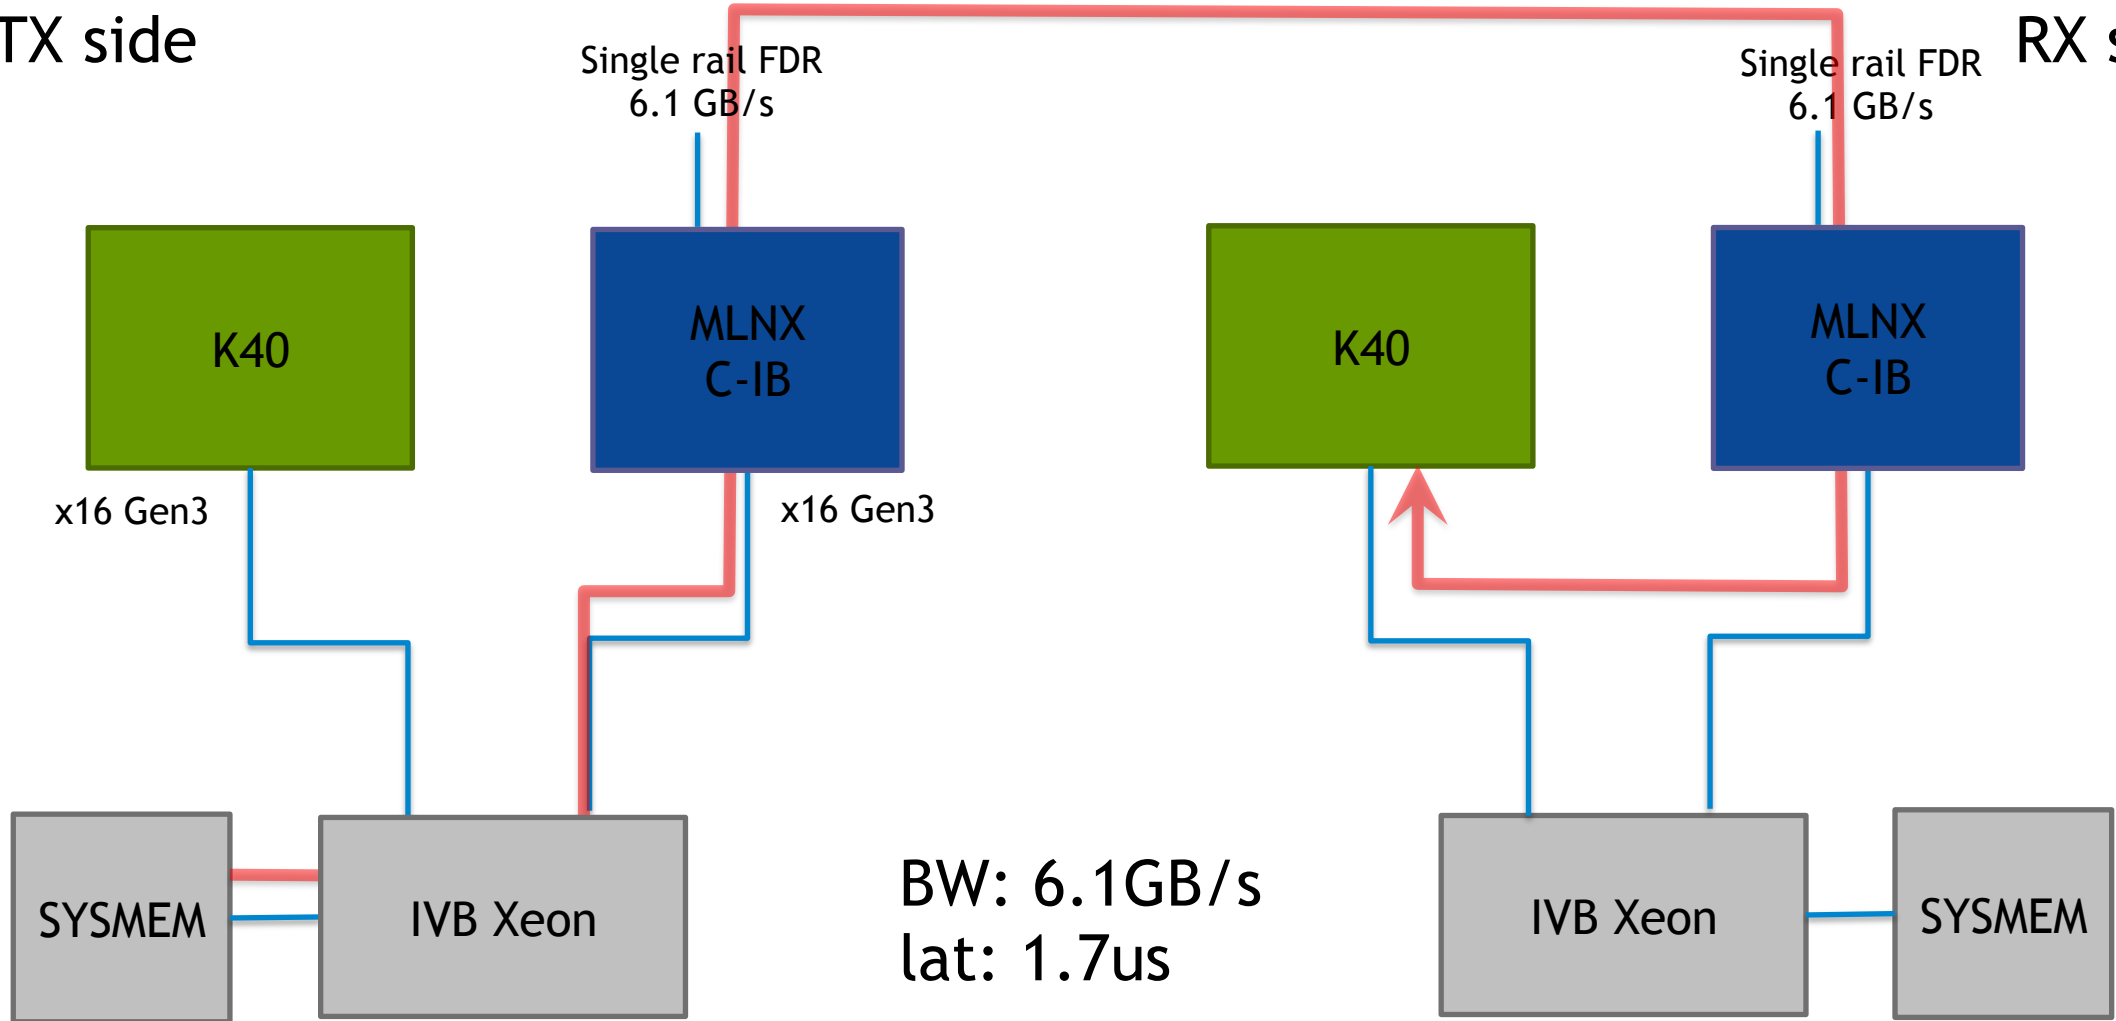 TX side
RX s
Single rail FDR
6.1 GB/s
Single rail FDR
6.1 GB/s
K40
MLNX
C-IB
K40
MLNX
C-IB
x16 Gen3
x16 Gen3
SYSMEM
IVB Xeon
BW: 6.1GB/s
lat: 1.7us
IVB Xeon
SYSMEM